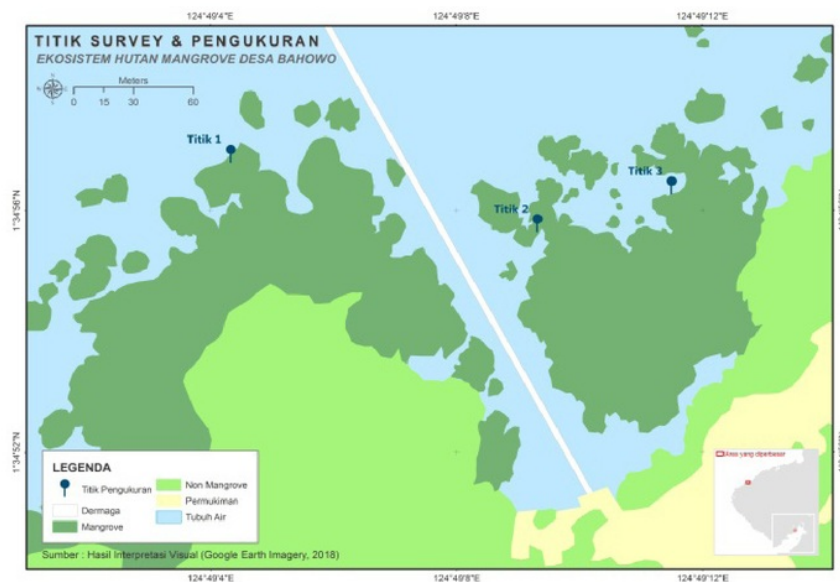 124°49'4"E
124°49'8"E
124°49'12"E
TITIK SURVEY & PENGUKURAN
EKOSISTEM HUTAN MANGROVE DESA BAHOWO
Meters
0 15 30 60
Titik 1
Titik 2
Titik 3
1°34'56"N
1°34'52"N
LEGENDA
Titik Pengukuran
Dermaga
Mangrove
Non Mangrove
Permukiman
Tubuh Air
Area yang diperbesar
Sumber : Hasil Interpretasi Visual (Google Earth Imagery, 2018)
124°49'4"E
124°49'8"E
124°49'12"E